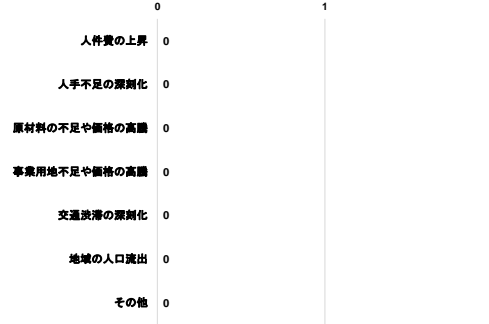 0 1
人件費の上昇 0
人手不足の深刻化 0
原材料の不足や価格の高騰 0
事業用地不足や価格の高騰 0
交通渋滞の深刻化 0
地域の人口流出 0
その他 0